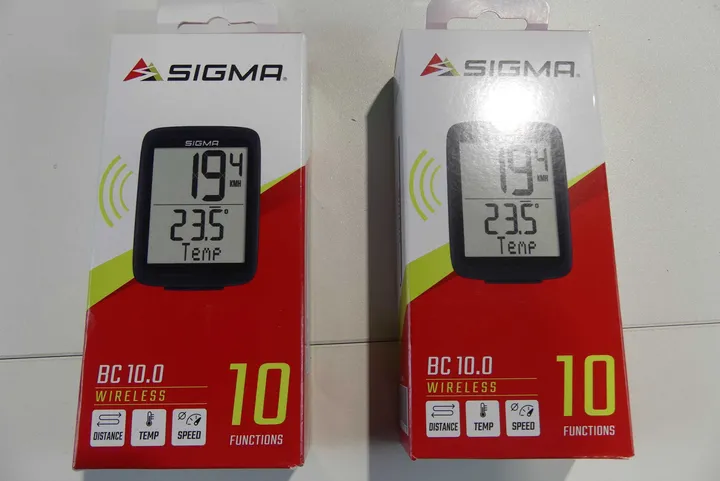 SIGMA
SIGMA
19 4
KMH
23.5°
Temp
BC 10.0
WIRELESS
DISTANCE
TEMP
SPEED
10
FUNCTIONS
SIGMA
19 4
KMH
23.5°
Temp
BC 10.0
WIRELESS
DISTANCE
TEMP
SPEED
10
FUNCTIONS